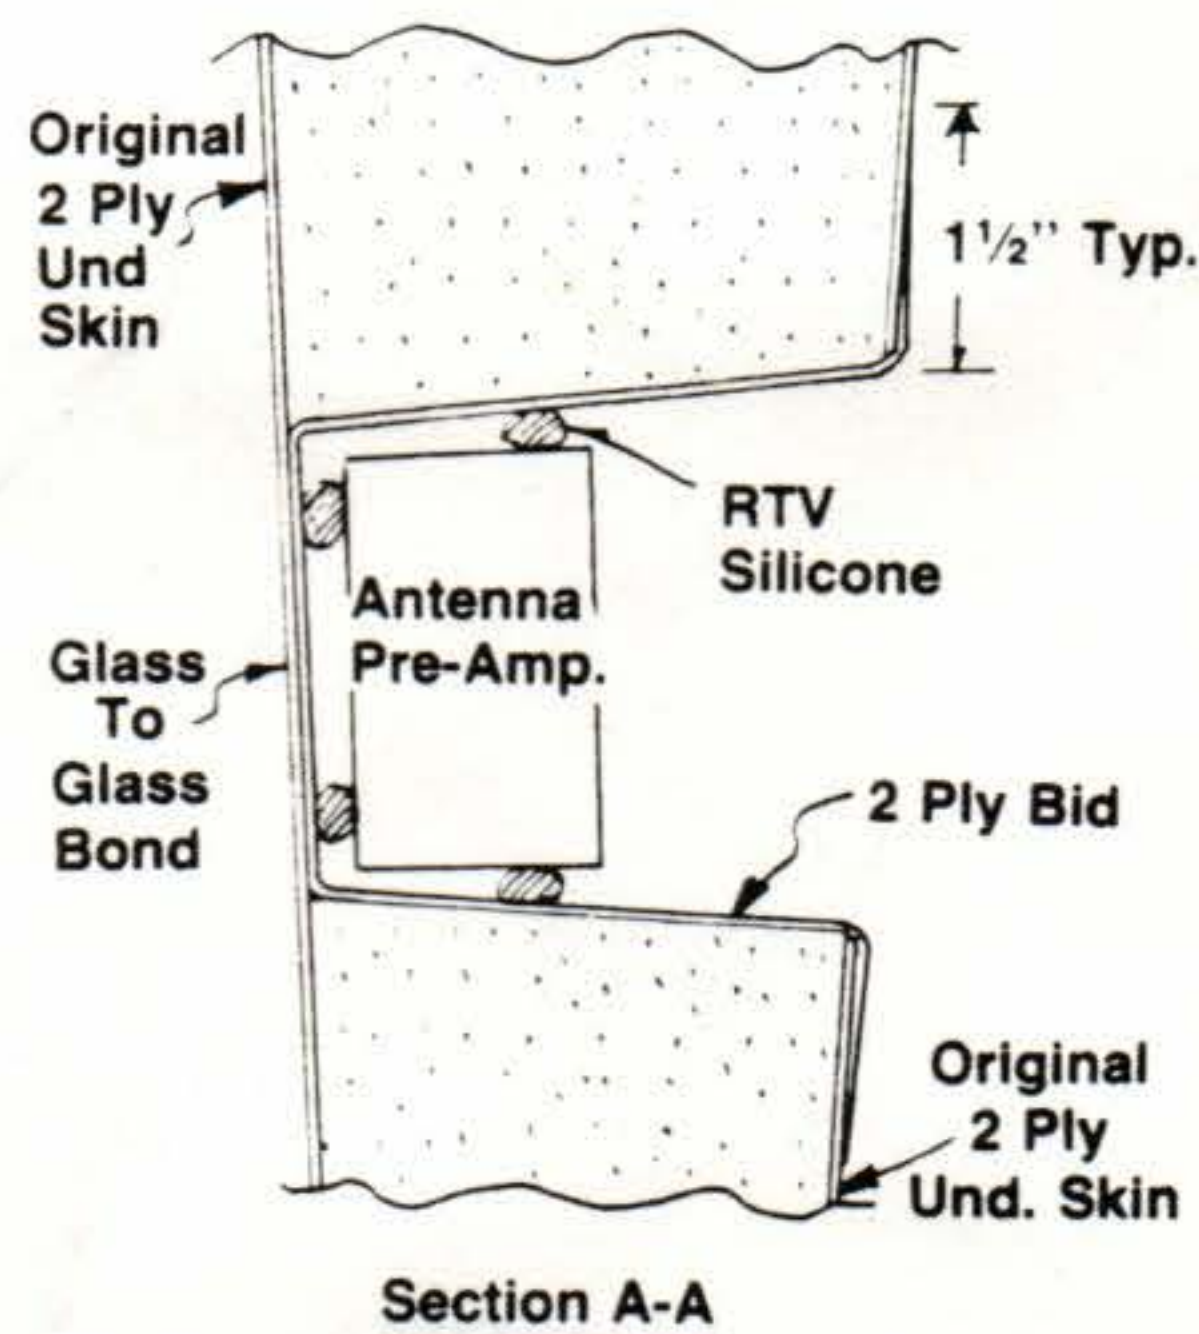 Original
2 Ply
Und
Skin
1½" Typ.
RTV
Silicone
Antenna
Pre-Amp.
Glass
To
Glass
Bond
2 Ply Bid
Original
2 Ply
Und. Skin
Section A-A